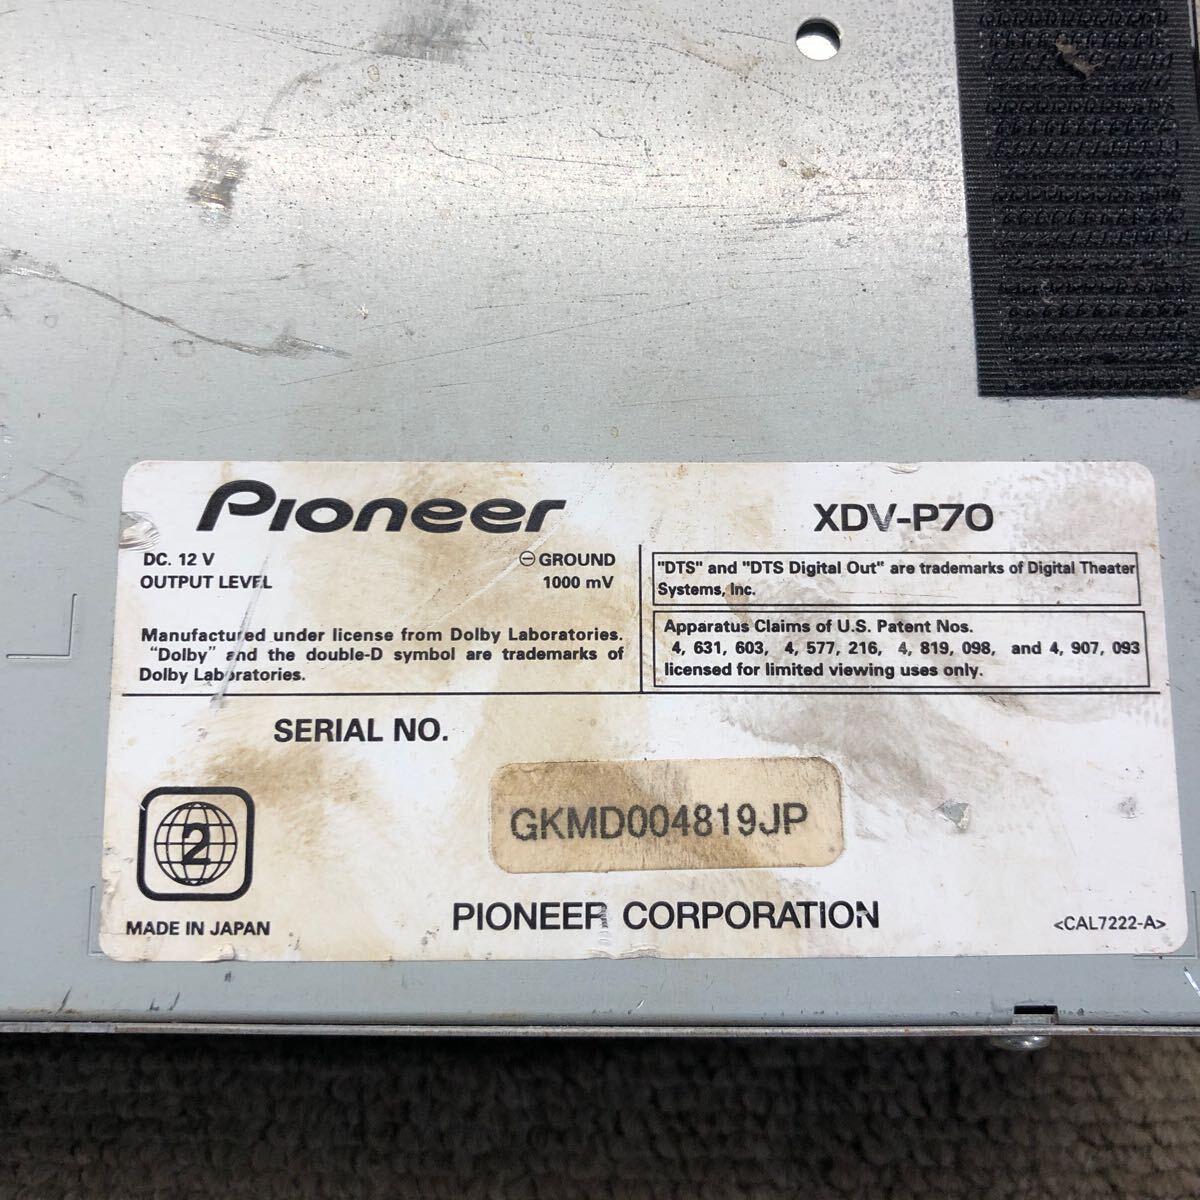 Pioneer
XDV-P70
DC. 12 V
⊖ GROUND
OUTPUT LEVEL
1000 mV
Manufactured under license from Dolby Laboratories.
"Dolby" and the double-D symbol are trademarks of
Dolby Laboratories.
"DTS" and "DTS Digital Out" are trademarks of Digital Theater
Systems, Inc.
Apparatus Claims of U.S. Patent Nos.
4, 631, 603, 4, 577, 216, 4, 819, 098, and 4, 907, 093
licensed for limited viewing uses only.
SERIAL NO.
GKMD004819JP
2
MADE IN JAPAN
PIONEER CORPORATION
<CAL7222-A>